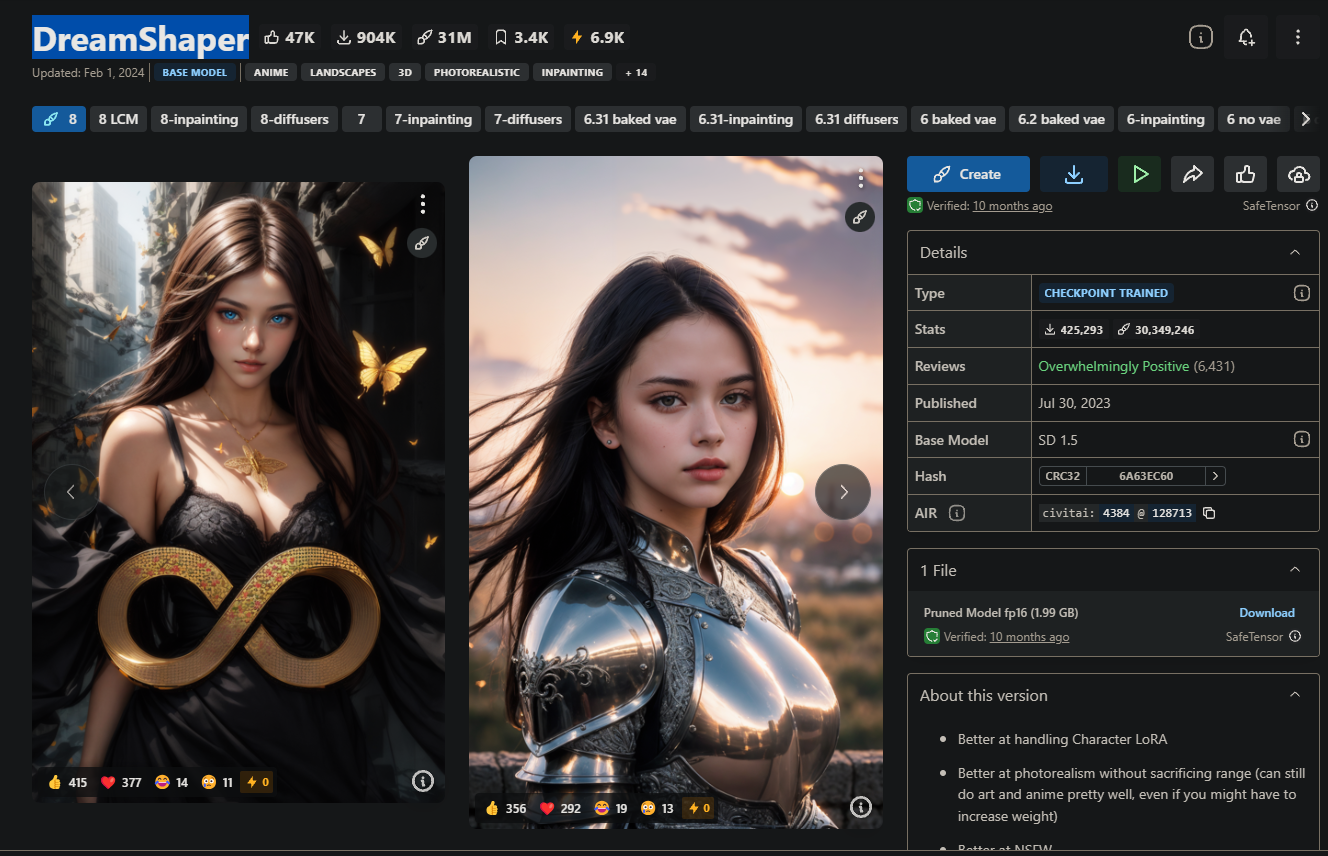 DreamShaper 47K 904K 31M 3.4K 6.9K
Updated: Feb 1, 2024 BASE MODEL ANIME LANDSCAPES 3D PHOTOREALISTIC INPAINTING + 14
8 8 LCM 8-inpainting 8-diffusers 7 7-inpainting 7-diffusers 6.31 baked vae 6.31-inpainting 6.31 diffusers 6 baked vae 6.2 baked vae 6-inpainting 6 no vae
415 377 14 11 0
356 292 19 13 0
Create
Verified: 10 months ago SafeTensor
Details
Type CHECKPOINT TRAINED
Stats 425,293 30,349,246
Reviews Overwhelmingly Positive (6,431)
Published Jul 30, 2023
Base Model SD 1.5
Hash CRC32 6A63EC60
AIR civitai: 4384 @ 128713
1 File
Pruned Model fp16 (1.99 GB) Download
Verified: 10 months ago SafeTensor
About this version
Better at handling Character LoRA
Better at photorealism without sacrificing range (can still
do art and anime pretty well, even if you might have to
increase weight)
Better at NSFW